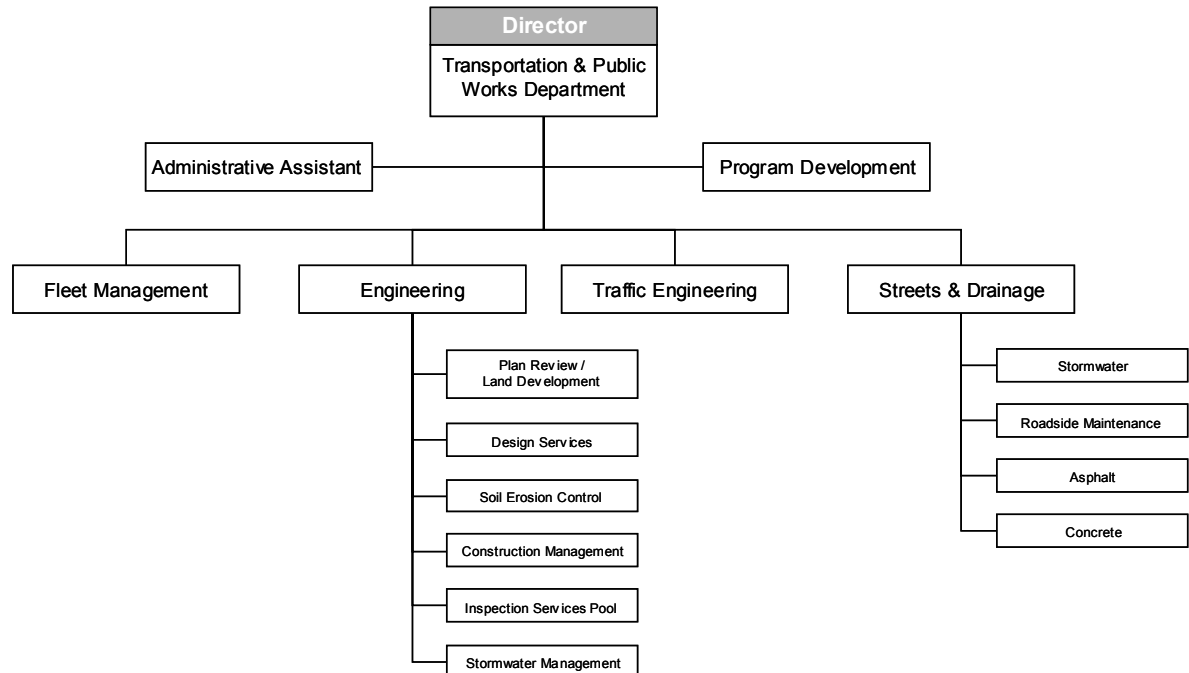 Director
Transportation & Public
Works Department
Administrative Assistant
Program Development
Fleet Management
Engineering
Traffic Engineering
Streets & Drainage
Plan Review /
Land Development
Design Services
Soil Erosion Control
Construction Management
Inspection Services Pool
Stormwater Management
Stormwater
Roadside Maintenance
Asphalt
Concrete